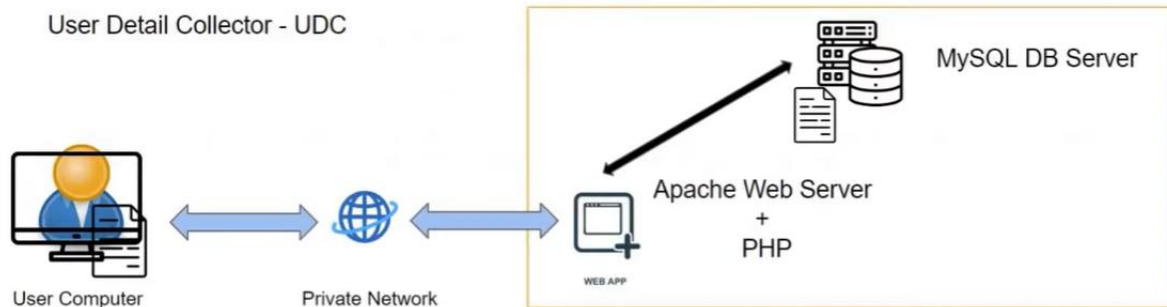 User Detail Collector - UDC
MySQL DB Server
Apache Web Server
+
PHP
WEB APP
User Computer
Private Network